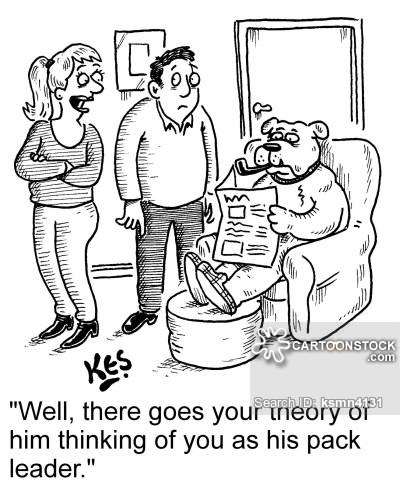 W
KES
CARTOONSTOCK
.com
Search ID: ksmn4131
"Well, there goes your theory of
him thinking of you as his pack
leader."